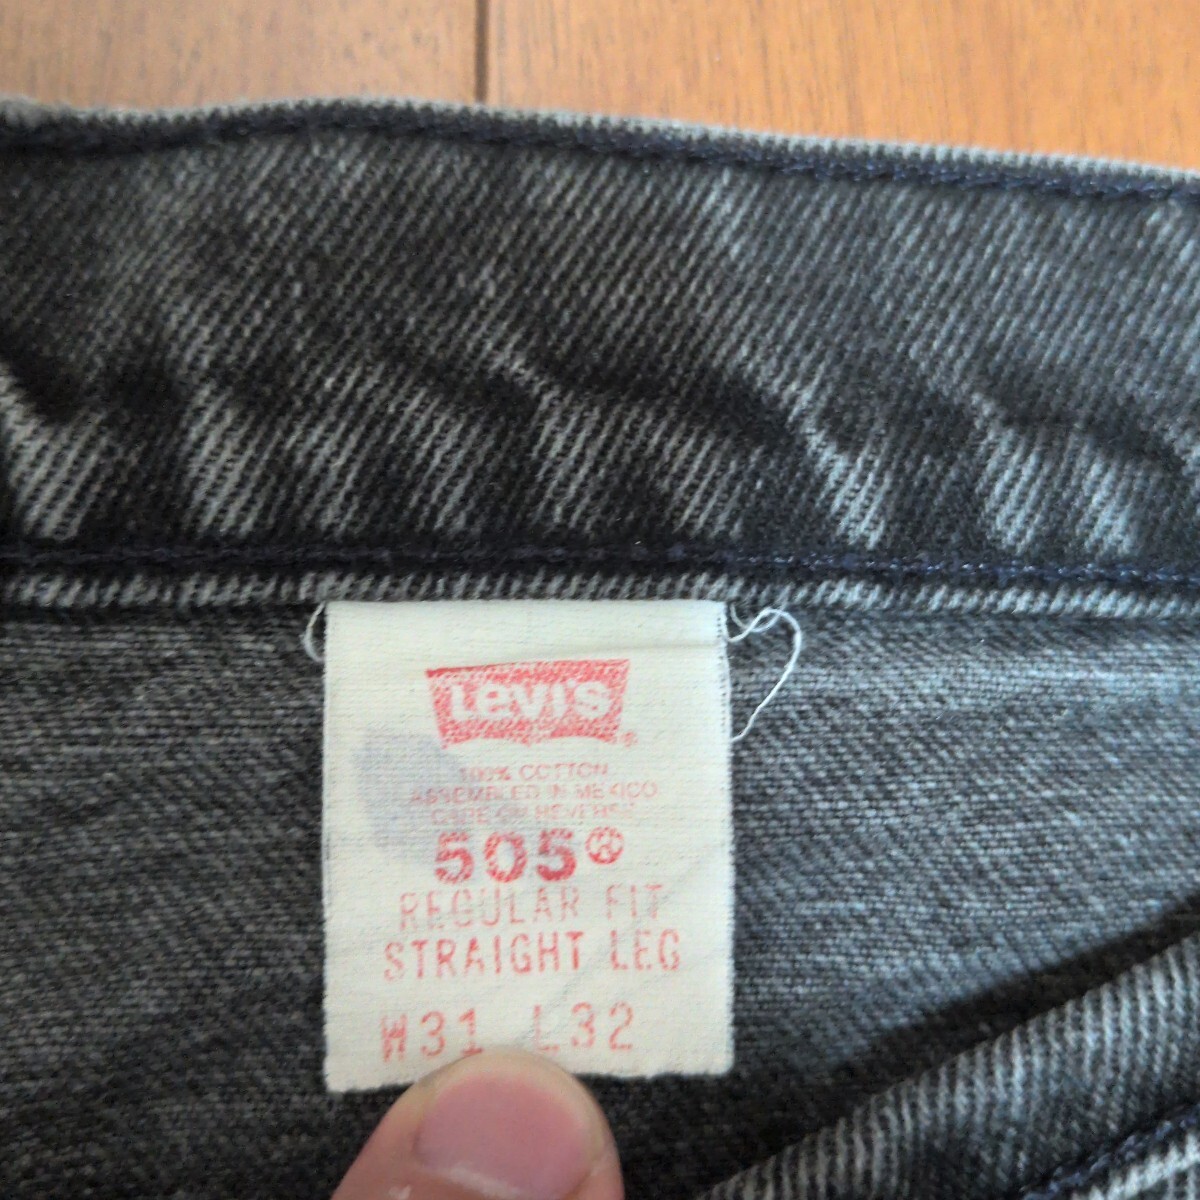 Levi's®
100% COTTON
ASSEMBLED IN MEXICO
CARE ON REVERSE
505®
REGULAR FIT
STRAIGHT LEG
W31 L32